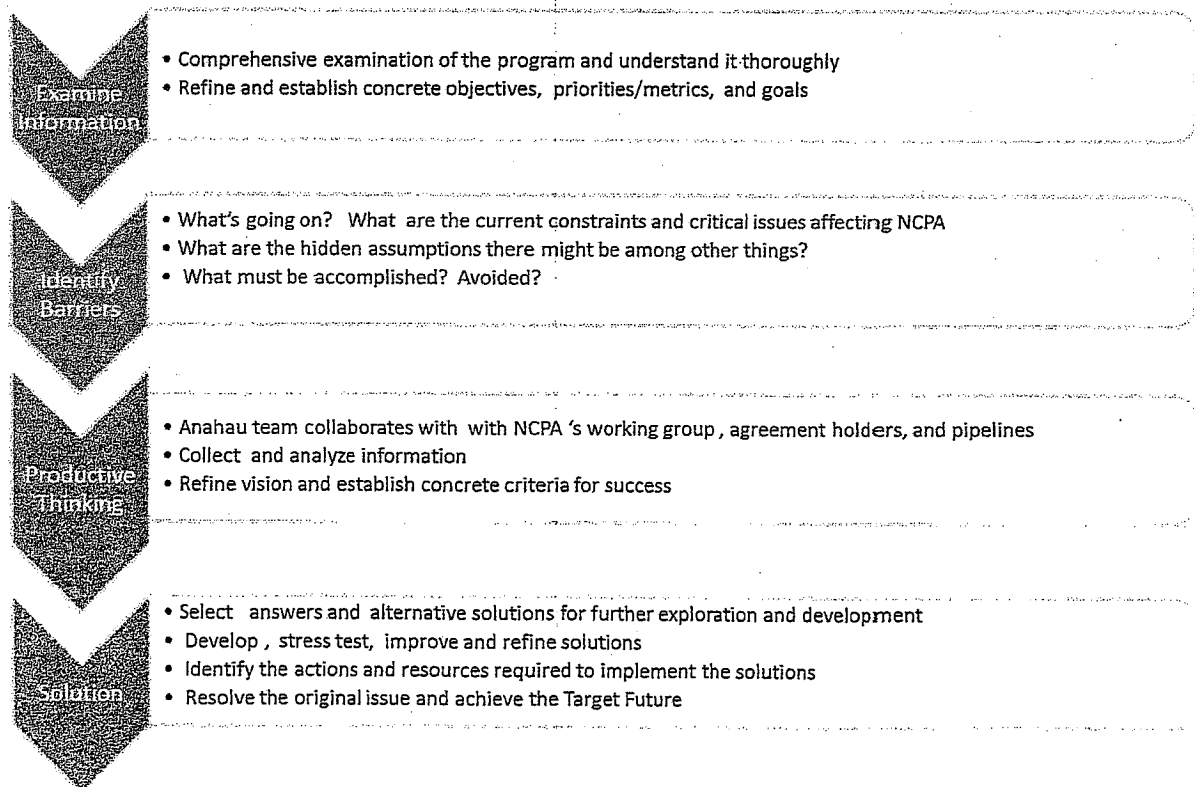 Examine
Information
• Comprehensive examination of the program and understand it thoroughly
• Refine and establish concrete objectives, priorities/metrics, and goals
Identify
Barriers
• What's going on? What are the current constraints and critical issues affecting NCPA
• What are the hidden assumptions there might be among other things?
• What must be accomplished? Avoided?
Productive
Thinking
• Anahau team collaborates with with NCPA 's working group , agreement holders, and pipelines
• Collect and analyze information
• Refine vision and establish concrete criteria for success
Solution
• Select answers and alternative solutions for further exploration and development
• Develop , stress test, improve and refine solutions
• Identify the actions and resources required to implement the solutions
• Resolve the original issue and achieve the Target Future